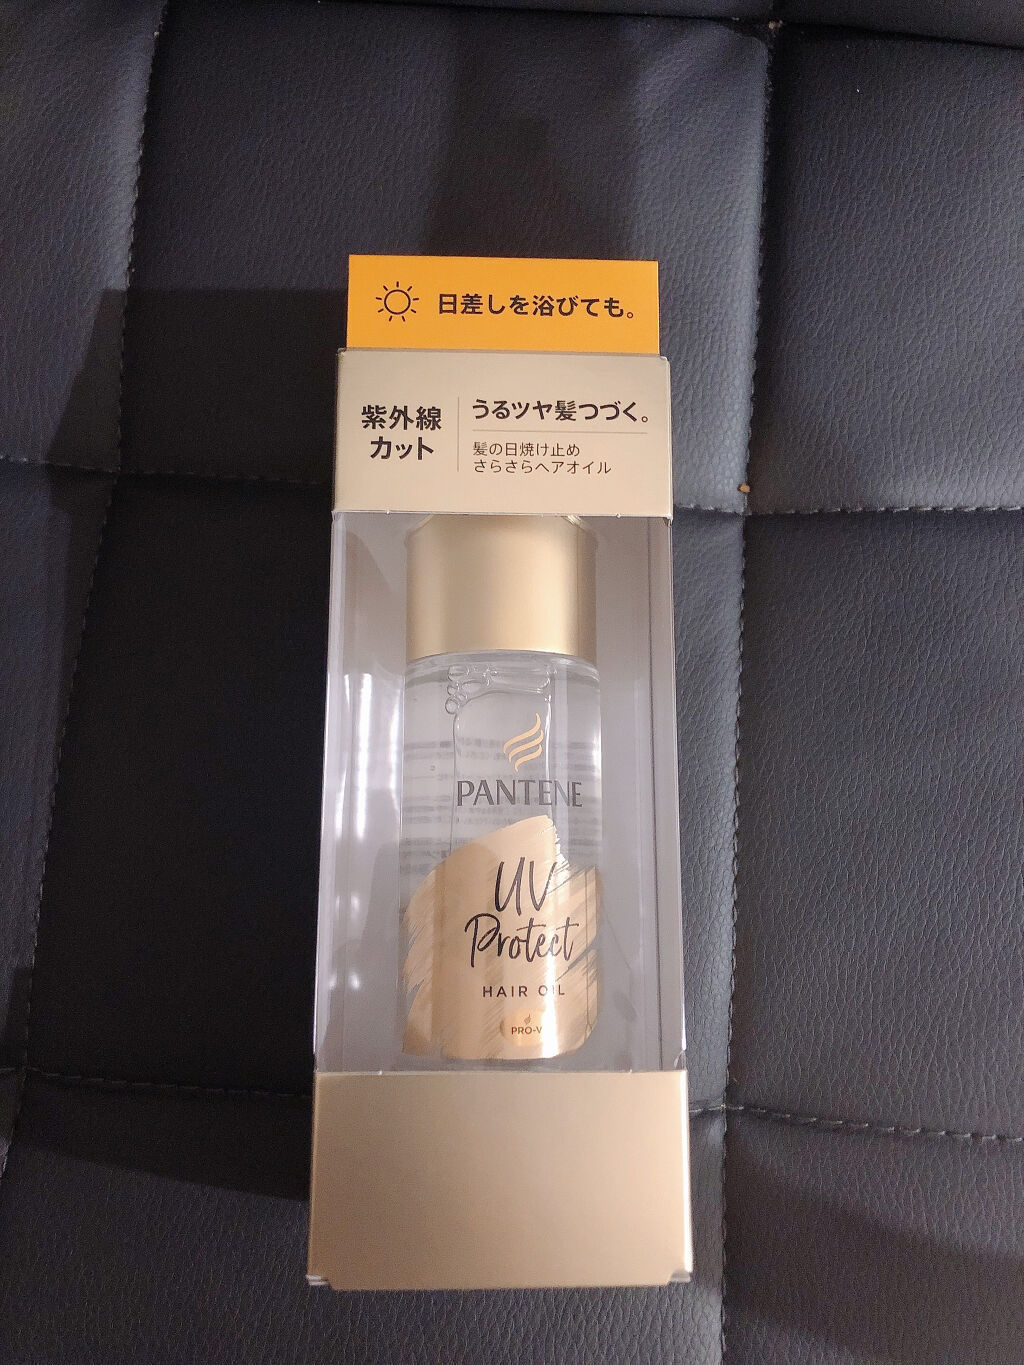 日差しを浴びても。
紫外線
カット
うるツヤ髪つづく。
髪の日焼け止め
さらさらヘアオイル
PANTENE
UV
Protect
HAIR OIL
PRO-V